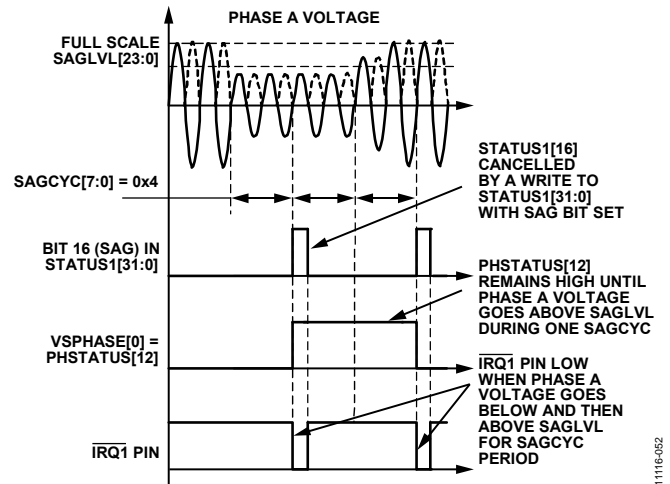 PHASE A VOLTAGE
FULL SCALE
SAGLVL[23:0]
SAGCYC[7:0] = 0x4
STATUS1[16]
CANCELLED
BY A WRITE TO
STATUS1[31:0]
WITH SAG BIT SET
BIT 16 (SAG) IN
STATUS1[31:0]
PHSTATUS[12]
REMAINS HIGH UNTIL
PHASE A VOLTAGE
GOES ABOVE SAGLVL
DURING ONE SAGCYC
VSPHASE[0] =
PHSTATUS[12]
IRQ1 PIN LOW
WHEN PHASE A
VOLTAGE GOES
BELOW AND THEN
ABOVE SAGLVL
FOR SAGCYC
PERIOD
IRQ1 PIN
11116-052